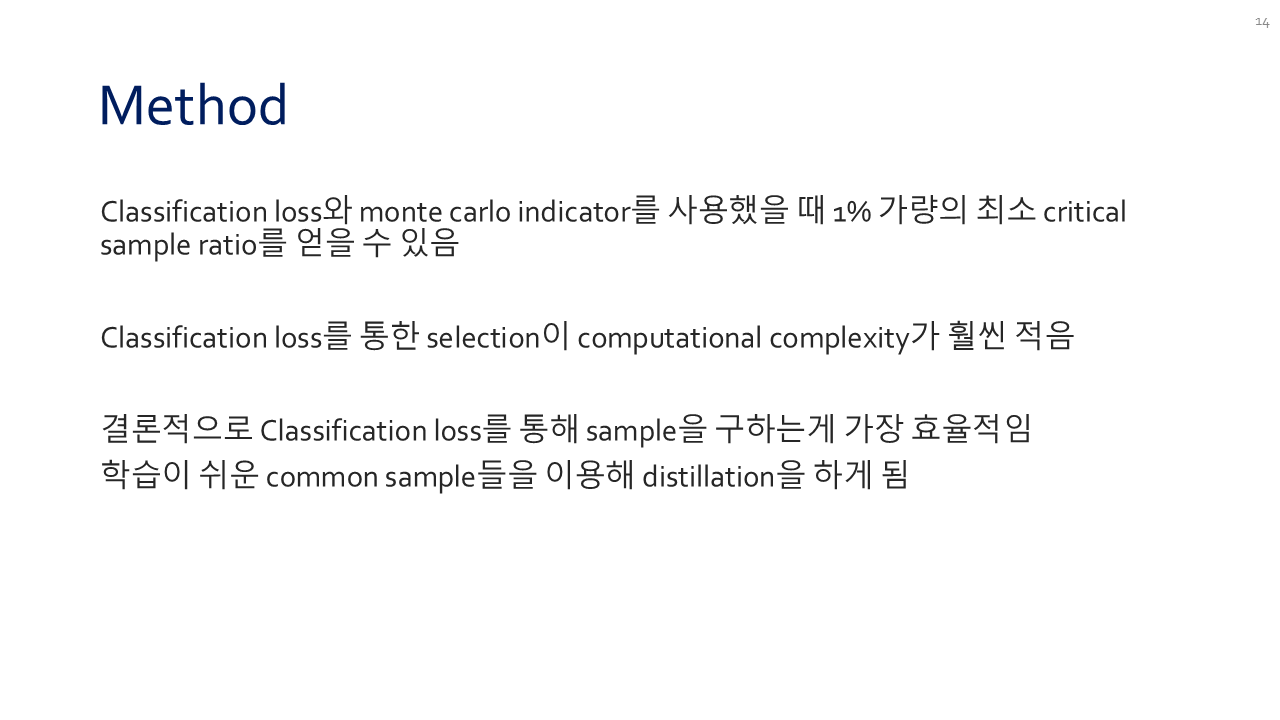 14
Method
Classification loss와 monte carlo indicator를 사용했을 때 1% 가량의 최소 critical
sample ratio를 얻을 수 있음
Classification loss를 통한 selection이 computational complexity가 훨씬 적음
결론적으로 Classification loss를 통해 sample을 구하는게 가장 효율적임
학습이 쉬운 common sample들을 이용해 distillation을 하게 됨